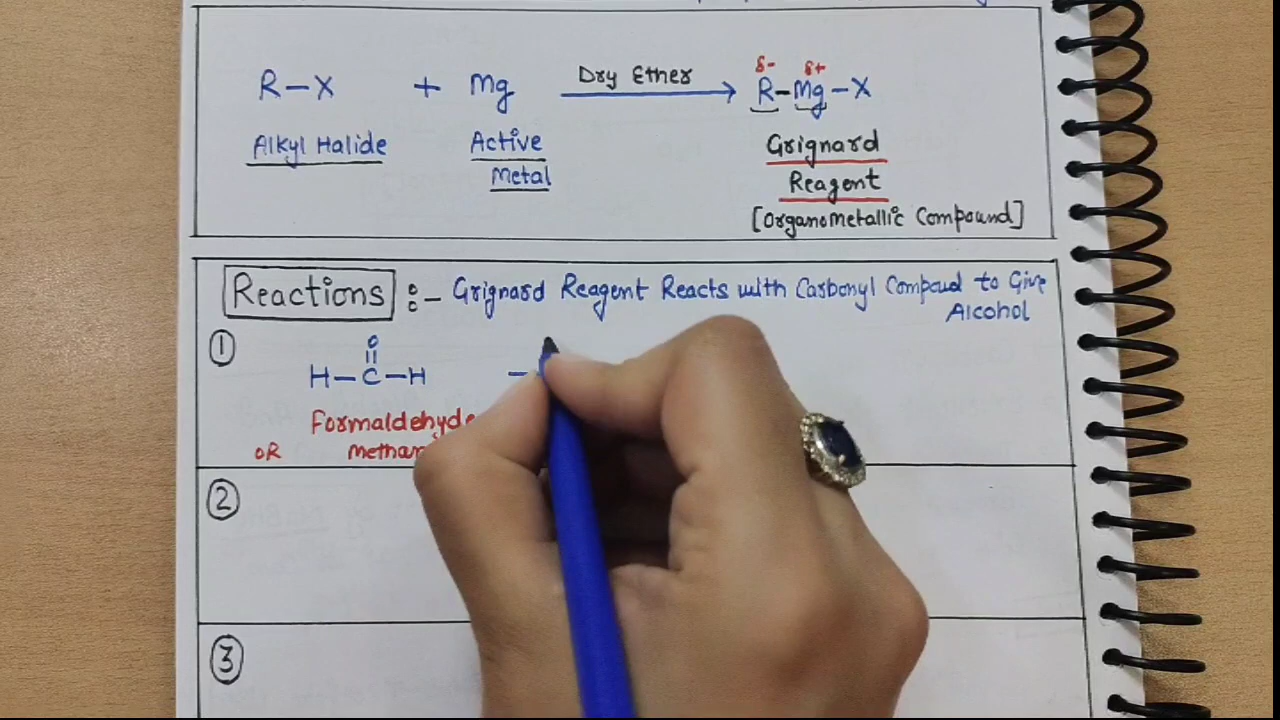 R-X + Mg Dry Ether → R-Mg-X
δ- δ+
Alkyl Halide Active Metal Grignard Reagent
[Organometallic Compound]
Reactions :- Grignard Reagent Reacts with Carbonyl Compoud to Give
Alcohol
①
O
||
H-C-H
Formaldehyde
OR
②
③